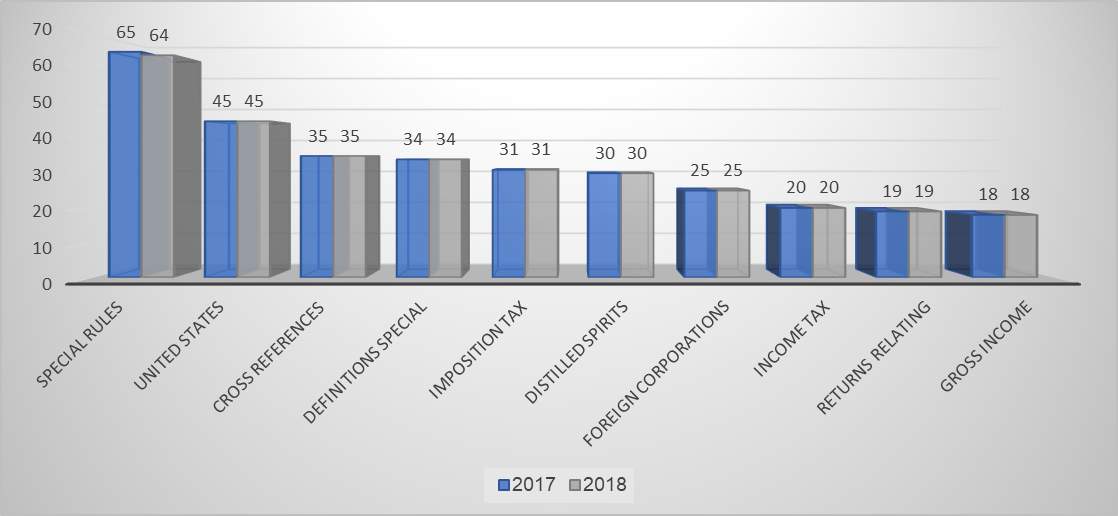 70
60
50
40
30
20
10
0
65 64
45 45
35 35
34 34
31 31
30 30
25 25
20 20
19 19
18 18
SPECIAL RULES
UNITED STATES
CROSS REFERENCES
DEFINITIONS SPECIAL
IMPOSITION TAX
DISTILLED SPIRITS
FOREIGN CORPORATIONS
INCOME TAX
RETURNS RELATING
GROSS INCOME
2017 2018